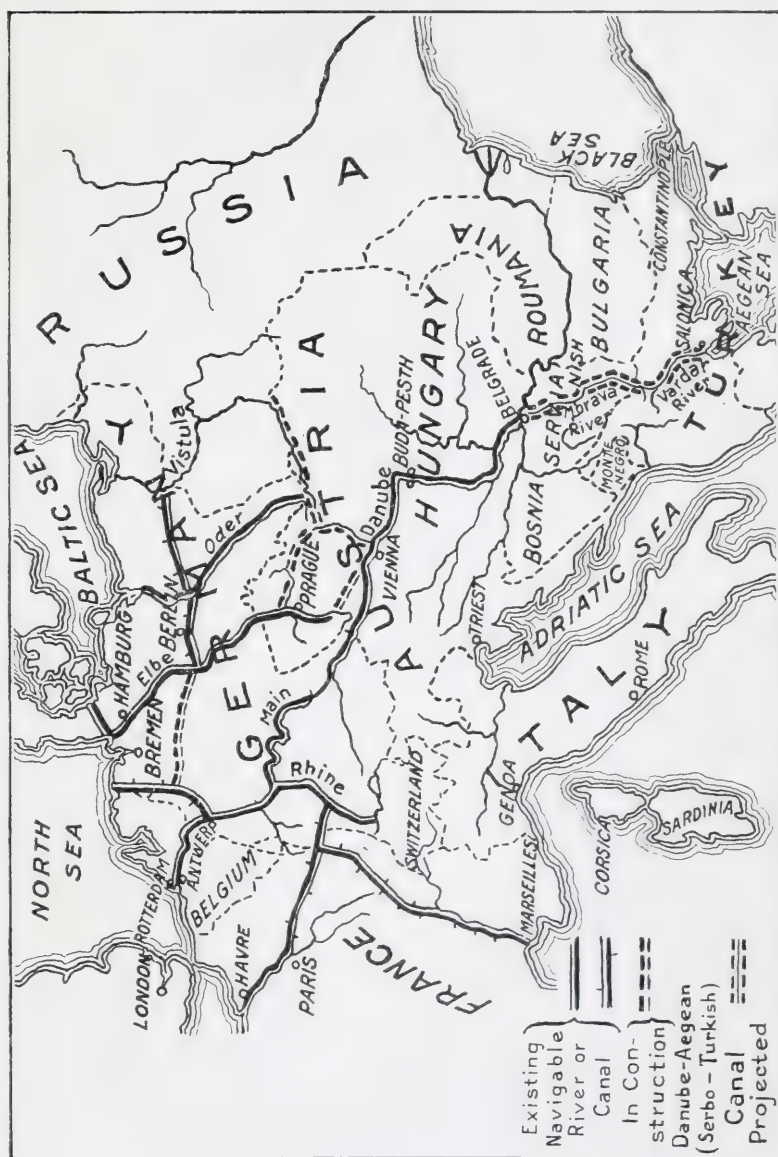 NORTH
SEA
BALTIC SEA
RUSSIA
HAMBURG
BREMEN
Elbe
BERLIN
Vistula
Oder
LONDON
ROTTERDAM
ANTWERP
BELGIUM
HAVRE
PARIS
FRANCE
Rhine
Main
GERMANY
PRAGUE
AUSTRIA
Danube
VIENNA
BUDA-PESTH
HUNGARY
ROUMANIA
SWITZERLAND
TRIEST
BOSNIA
BELGRADE
SERVIA
NISH
Morava
River
MONTE
NEGRO
BULGARIA
BLACK
SEA
CONSTANTINOPLE
SALONICA
Vardar
River
TURKEY
AEGEAN
SEA
ADRIATIC SEA
ITALY
GENOA
ROME
MARSEILLES
CORSICA
SARDINIA
Existing
Navigable
River or
Canal
In Con-
struction
Danube-Aegean
(Serbo-Turkish)
Canal
Projected